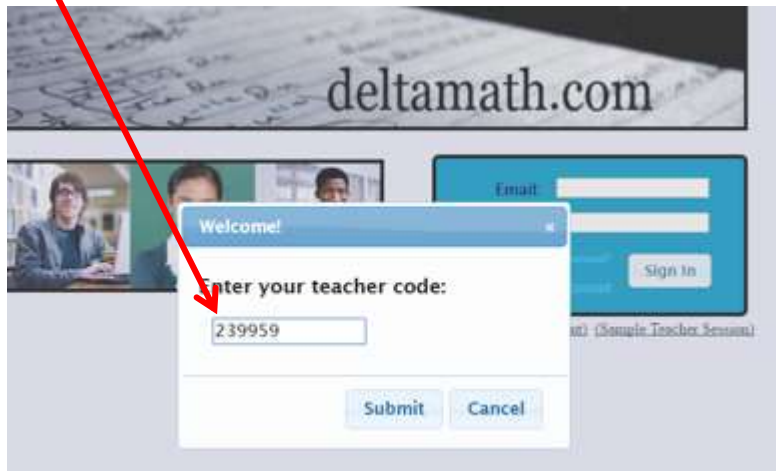 deltamath.com
Email:
Welcome!
Sign In
Enter your teacher code:
239959
(Sample Teacher Session)
Submit
Cancel